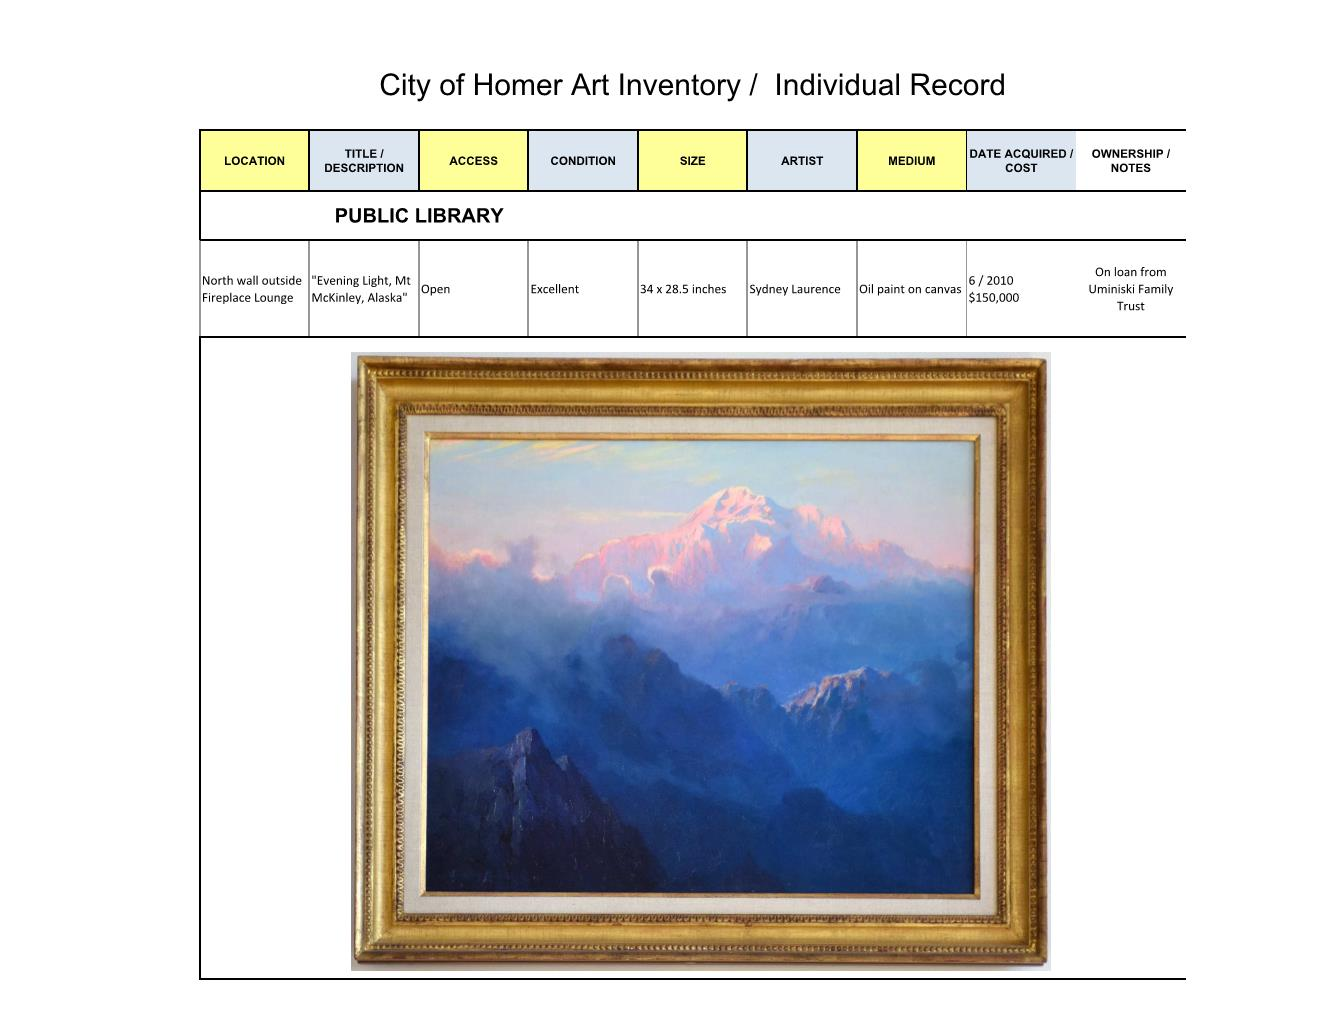 City of Homer Art Inventory /  Individual Record
LOCATION
TITLE /
DESCRIPTION
ACCESS
CONDITION
SIZE
ARTIST
MEDIUM
DATE ACQUIRED /
COST
OWNERSHIP /
NOTES
PUBLIC LIBRARY
North wall outside
Fireplace Lounge
"Evening Light, Mt
McKinley, Alaska"
Open
Excellent
34 x 28.5 inches
Sydney Laurence
Oil paint on canvas
6 / 2010
$150,000
On loan from
Uminiski Family
Trust